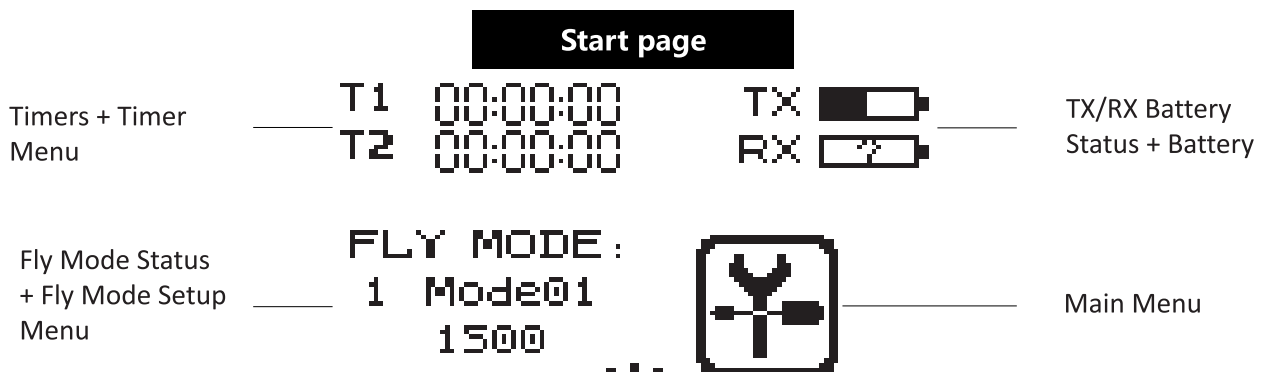 Start page
Timers + Timer
Menu
T1 00:00:00
T2 00:00:00
TX
RX ?
TX/RX Battery
Status + Battery
Fly Mode Status
+ Fly Mode Setup
Menu
FLY MODE:
1 Mode01
1500
Main Menu